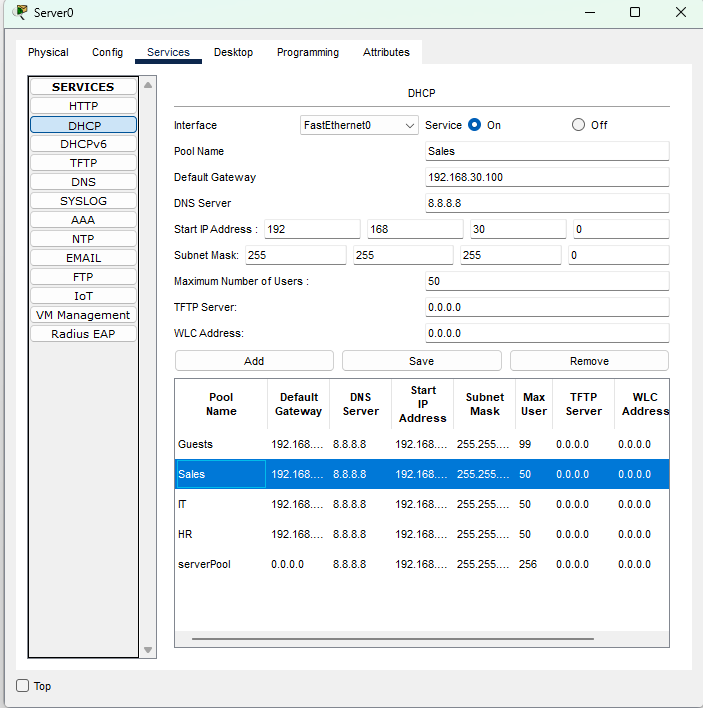 Server0
Physical Config Services Desktop Programming Attributes
SERVICES
HTTP
DHCP
DHCPv6
TFTP
DNS
SYSLOG
AAA
NTP
EMAIL
FTP
IoT
VM Management
Radius EAP
DHCP
Interface FastEthernet0 Service On Off
Pool Name Sales
Default Gateway 192.168.30.100
DNS Server 8.8.8.8
Start IP Address : 192 168 30 0
Subnet Mask: 255 255 255 0
Maximum Number of Users : 50
TFTP Server: 0.0.0.0
WLC Address: 0.0.0.0
Add Save Remove
Pool Name Default Gateway DNS Server Start IP Address Subnet Mask Max User TFTP Server WLC Address
Guests 192.168.... 8.8.8.8 192.168.... 255.255.... 99 0.0.0.0 0.0.0.0
Sales 192.168.... 8.8.8.8 192.168.... 255.255.... 50 0.0.0.0 0.0.0.0
IT 192.168.... 8.8.8.8 192.168.... 255.255.... 50 0.0.0.0 0.0.0.0
HR 192.168.... 8.8.8.8 192.168.... 255.255.... 50 0.0.0.0 0.0.0.0
serverPool 0.0.0.0 8.8.8.8 192.168.... 255.255.... 256 0.0.0.0 0.0.0.0
Top